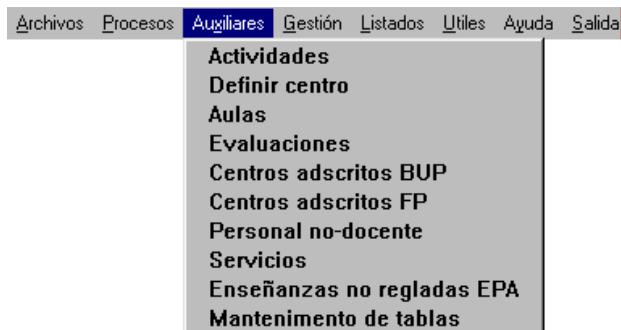 Archivos Procesos Auxiliares Gestión Listados Utiles Ayuda Salida
Actividades
Definir centro
Aulas
Evaluaciones
Centros adscritos BUP
Centros adscritos FP
Personal no-docente
Servicios
Enseñanzas no regladas EPA
Mantenimento de tablas